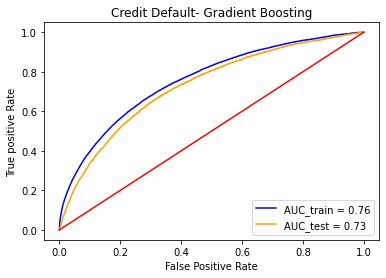 Credit Default- Gradient Boosting
1.0
0.8
0.6
0.4
0.2
0.0
True positive Rate
0.0 0.2 0.4 0.6 0.8 1.0
False Positive Rate
AUC_train = 0.76
AUC_test = 0.73